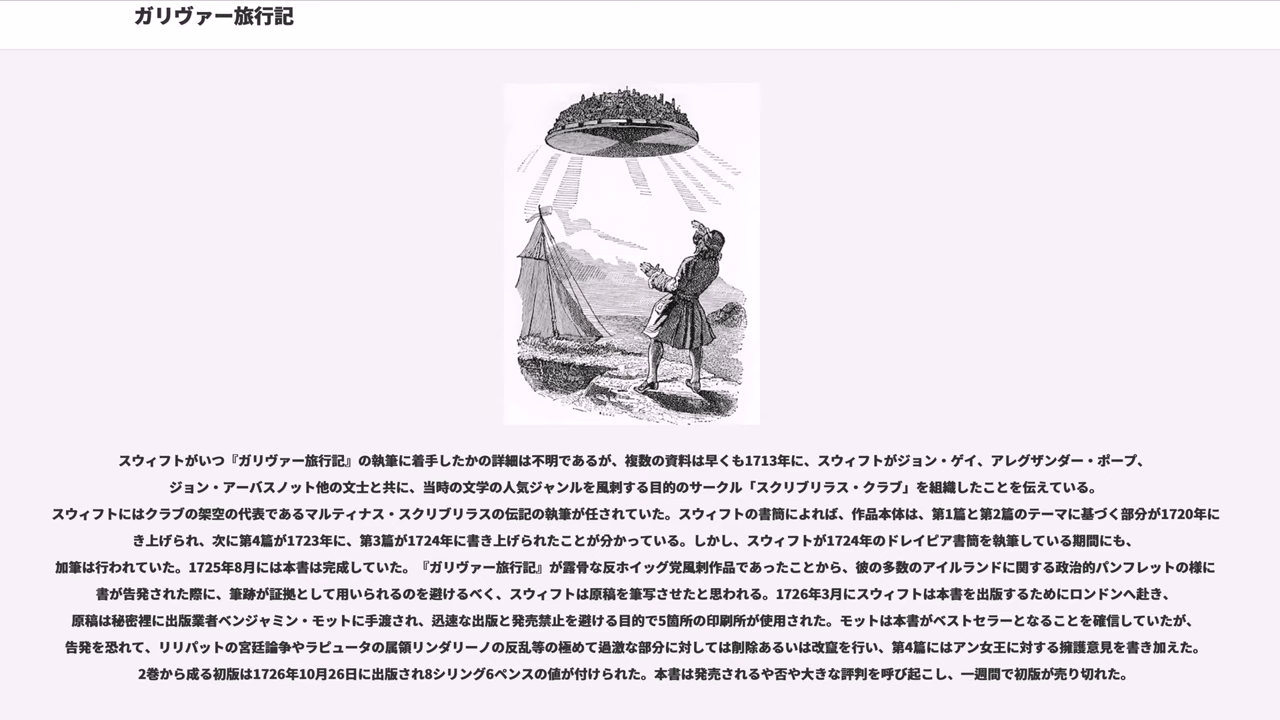 ガリヴァー旅行記
スウィフトがいつ『ガリヴァー旅行記』の執筆に着手したかの詳細は不明であるが、複数の資料は早くも1713年に、スウィフトがジョン・ゲイ、アレグザンダー・ポープ、
ジョン・アーバスノット他の文士と共に、当時の文学の人気ジャンルを風刺する目的のサークル「スクリブリラス・クラブ」を組織したことを伝えている。
スウィフトにはクラブの架空の代表であるマルティナス・スクリブリラスの伝記の執筆が任されていた。スウィフトの書簡によれば、作品本体は、第1篇と第2篇のテーマに基づく部分が1720年に
き上げられ、次に第4篇が1723年に、第3篇が1724年に書き上げられたことが分かっている。しかし、スウィフトが1724年のドレイピア書簡を執筆している期間にも、
加筆は行われていた。1725年8月には本書は完成していた。『ガリヴァー旅行記』が露骨な反ホイッグ党風刺作品であったことから、彼の多数のアイルランドに関する政治的パンフレットの様に
書が告発された際に、筆跡が証拠として用いられるのを避けるべく、スウィフトは原稿を筆写させたと思われる。1726年3月にスウィフトは本書を出版するためにロンドンへ赴き、
原稿は秘密裡に出版業者ベンジャミン・モットに手渡され、迅速な出版と発売禁止を避ける目的で5箇所の印刷所が使用された。モットは本書がベストセラーとなることを確信していたが、
告発を恐れて、リリパットの宮廷論争やラピュータの属領リンダリーノの反乱等の極めて過激な部分に対しては削除あるいは改竄を行い、第4篇にはアン女王に対する擁護意見を書き加えた。
2巻から成る初版は1726年10月26日に出版され8シリング6ペンスの値が付けられた。本書は発売されるや否や大きな評判を呼び起こし、一週間で初版が売り切れた。